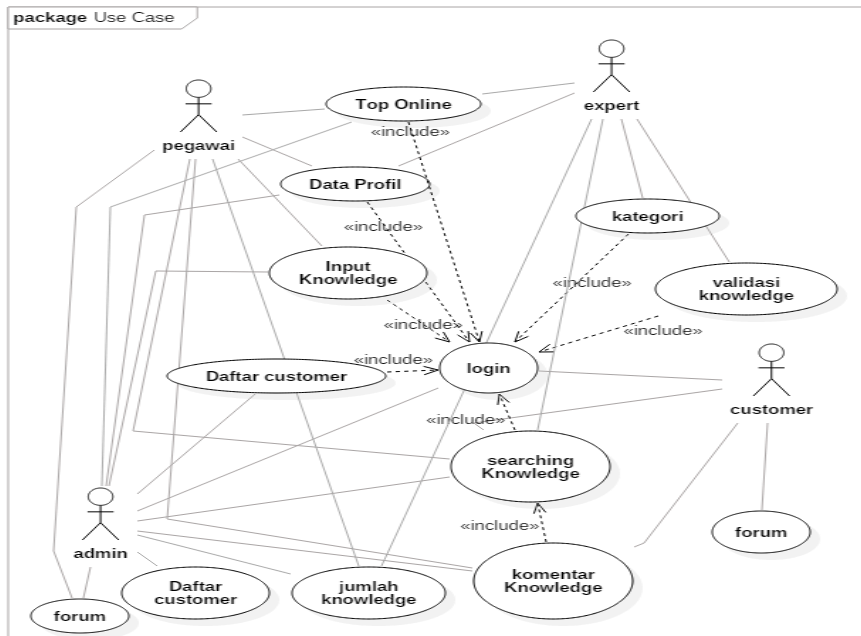 package Use Case
expert
Top Online
«include»
pegawai
Data Profil
kategori
«include»
Input
Knowledge
validasi
knowledge
«include»
«include»
«include»
«include»
Daftar customer
login
customer
«include»
searching
Knowledge
«include»
forum
admin
Daftar
customer
jumlah
knowledge
komentar
Knowledge
forum